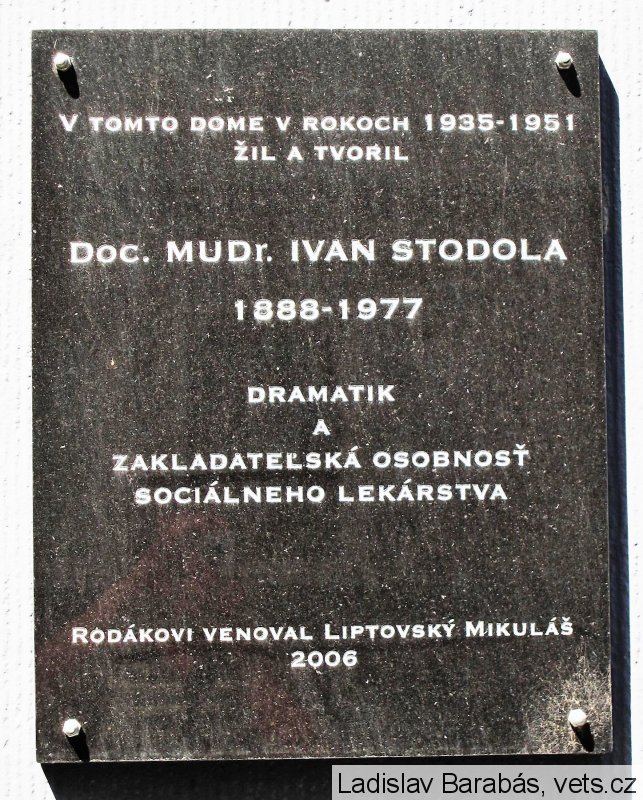 V TOMTO DOME V ROKOCH 1935-1951
ŽIL A TVORIL
DOC. MUDr. IVAN STODOLA
1888-1977
DRAMATIK
A
ZAKLADATEĽSKÁ OSOBNOSŤ
SOCIÁLNEHO LEKÁRSTVA
RODÁKOVI VENOVAL LIPTOVSKÝ MIKULÁŠ
2006
Ladislav Barabás, vets.cz